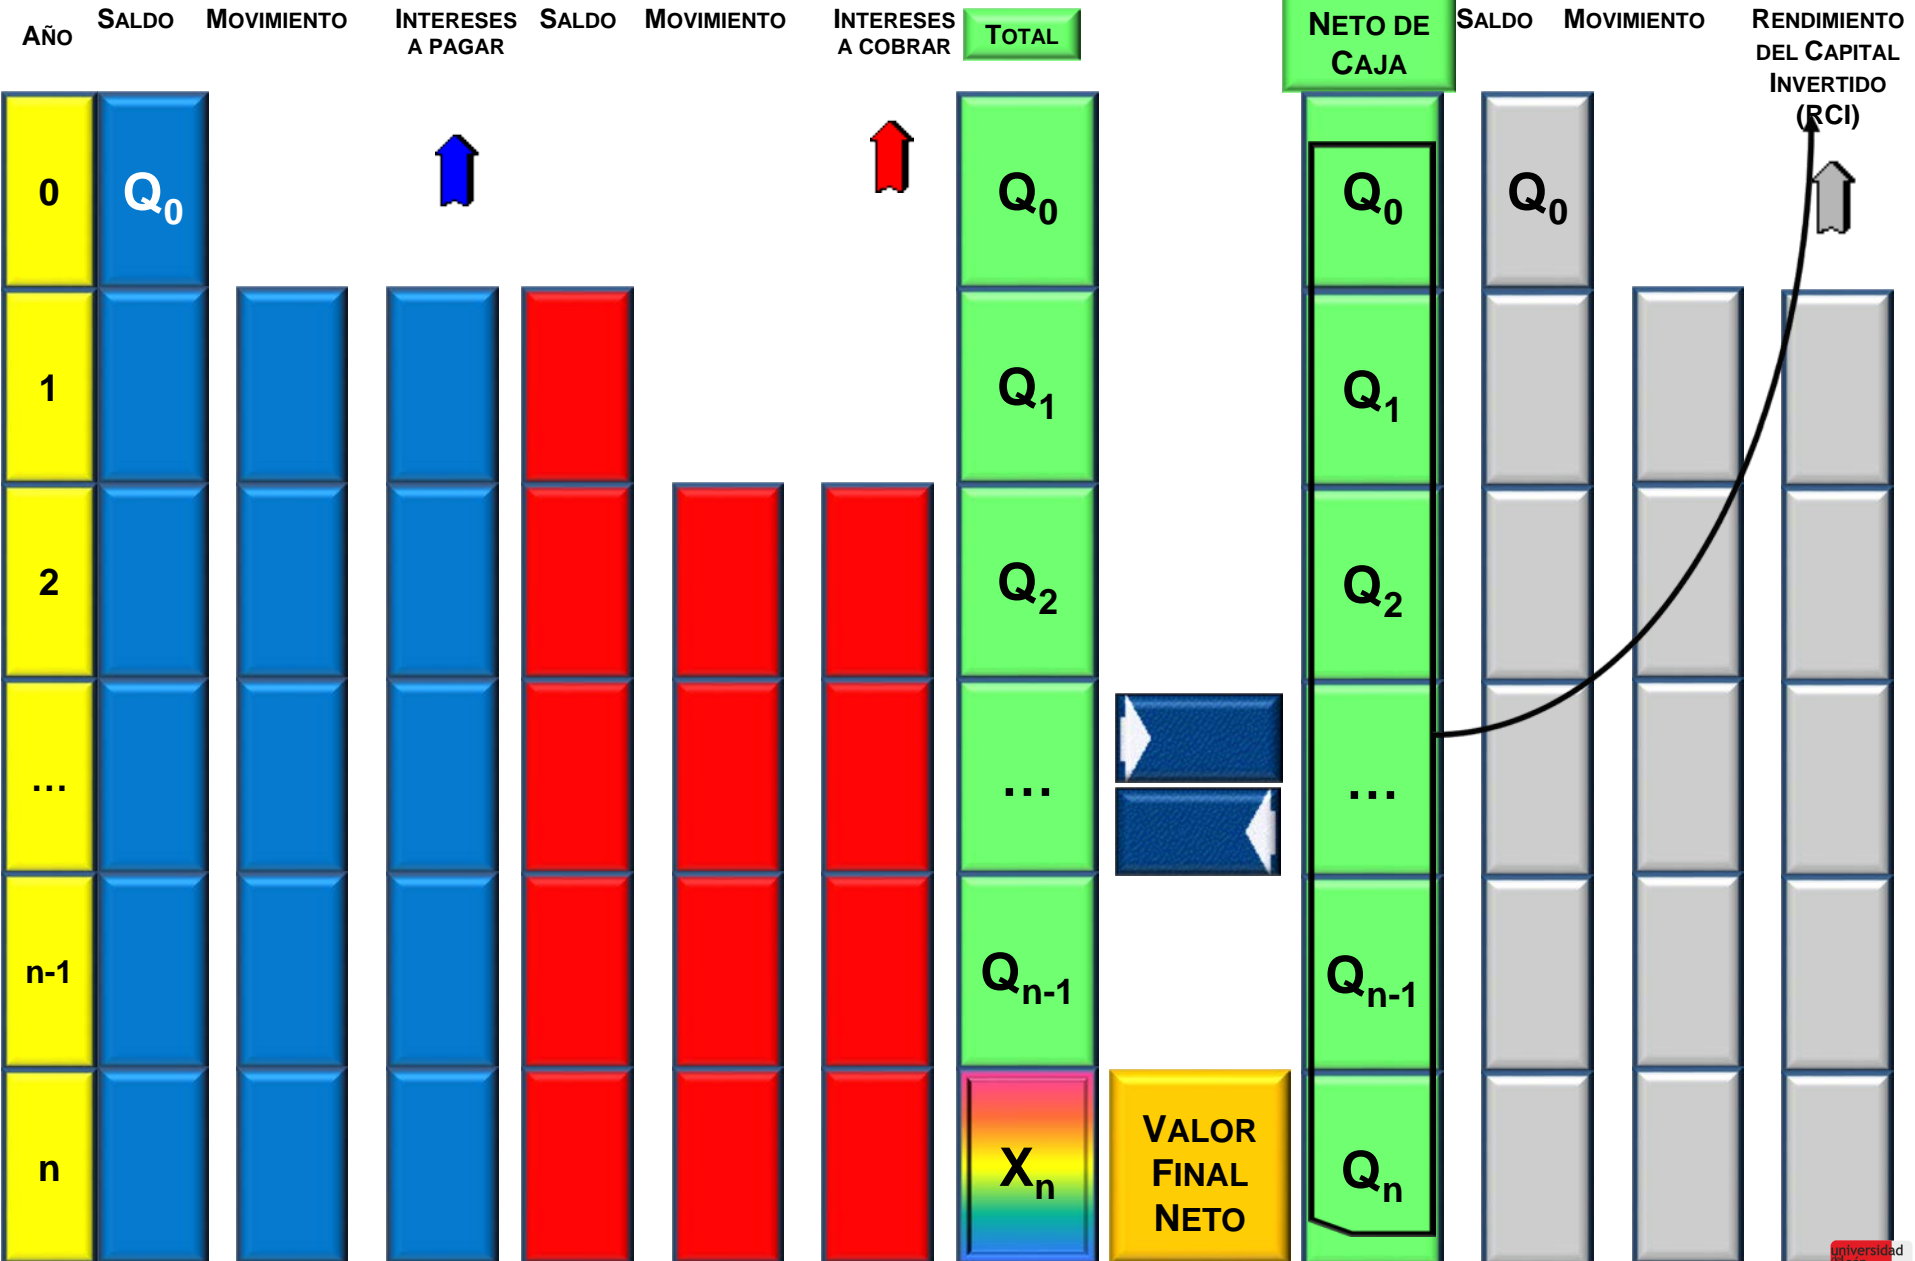 AÑO
SALDO
MOVIMIENTO
INTERESES
A PAGAR
SALDO
MOVIMIENTO
INTERESES
A COBRAR
TOTAL
NETO DE
CAJA
SALDO
MOVIMIENTO
RENDIMIENTO
DEL CAPITAL
INVERTIDO
(RCI)
0
Q0
Q0
Q0
Q0
1
Q1
Q1
2
Q2
Q2
...
...
...
n-1
Qn-1
Qn-1
n
Xn
VALOR
FINAL
NETO
Qn
universidad